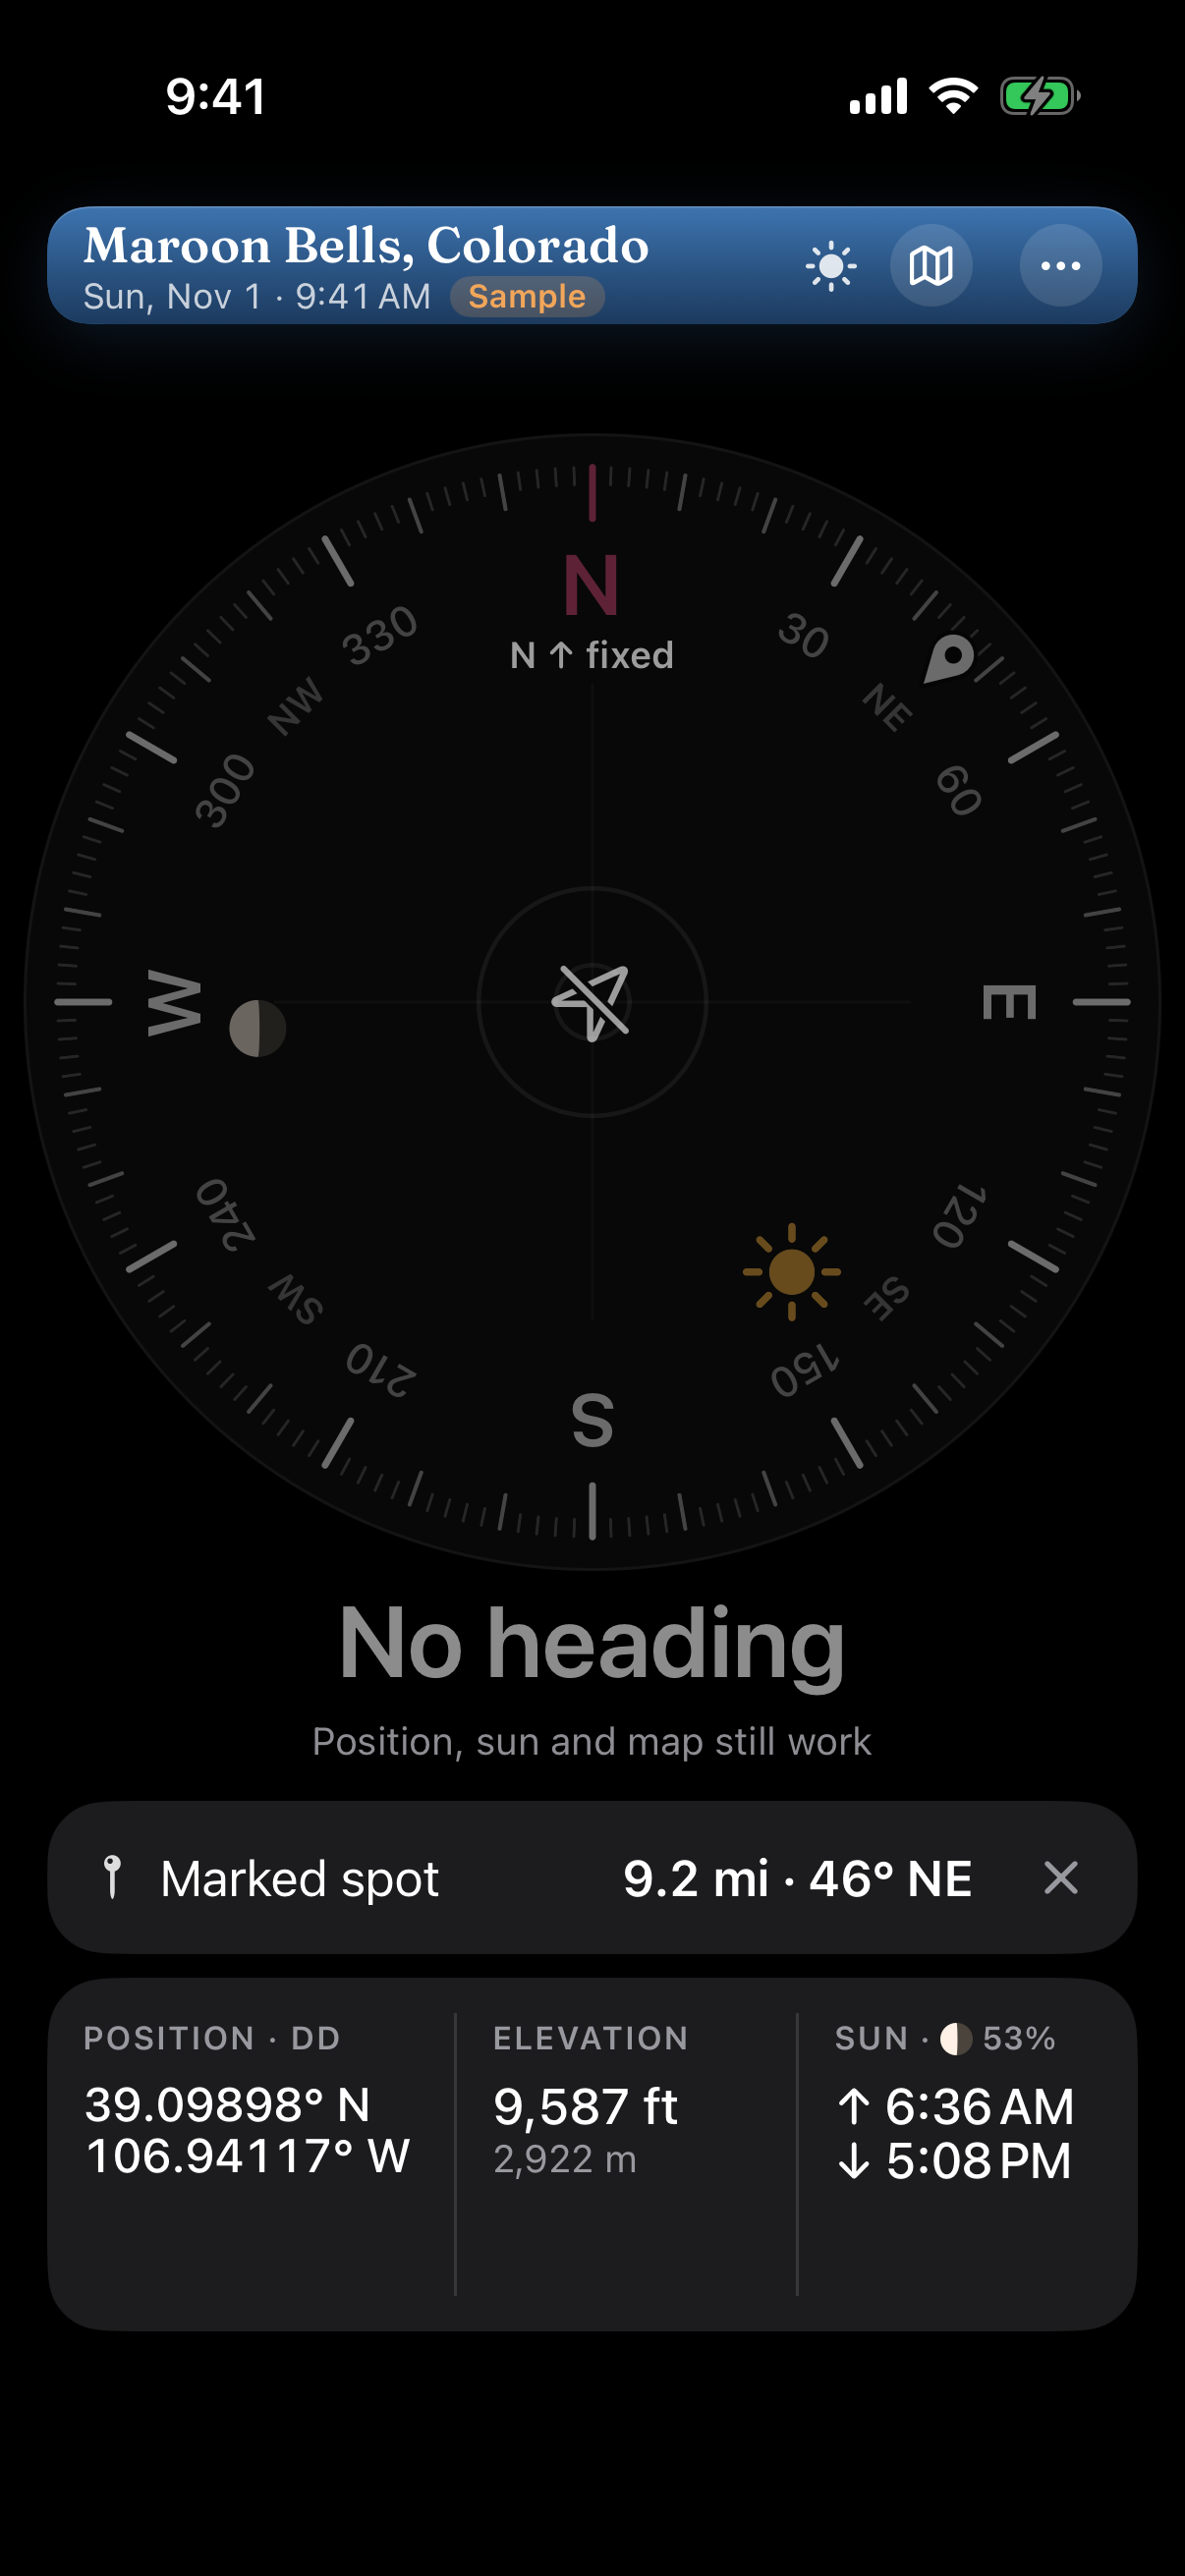 9:41
Maroon Bells, Colorado
Sun, Nov 1 · 9:41 AM Sample
N
N ↑ fixed
330
30
NW
NE
300
60
W
E
240
120
SW
SE
210
150
S
No heading
Position, sun and map still work
Marked spot 9.2 mi · 46° NE
POSITION · DD
39.09898° N
106.94117° W
ELEVATION
9,587 ft
2,922 m
SUN · 53%
↑ 6:36 AM
↓ 5:08 PM